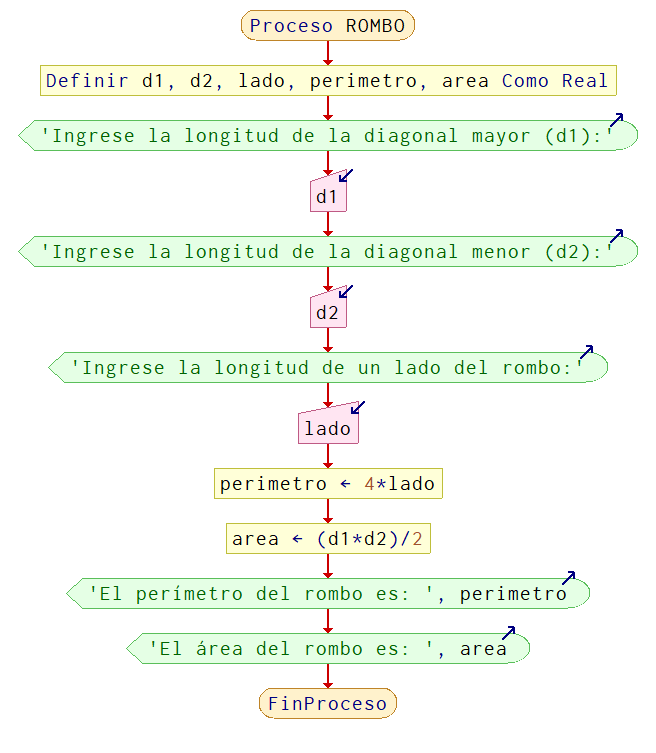 Proceso ROMBO
Definir d1, d2, lado, perimetro, area Como Real
'Ingrese la longitud de la diagonal mayor (d1):'
d1
'Ingrese la longitud de la diagonal menor (d2):'
d2
'Ingrese la longitud de un lado del rombo:'
lado
perimetro ← 4*lado
area ← (d1*d2)/2
'El perímetro del rombo es: ', perimetro
'El área del rombo es: ', area
FinProceso